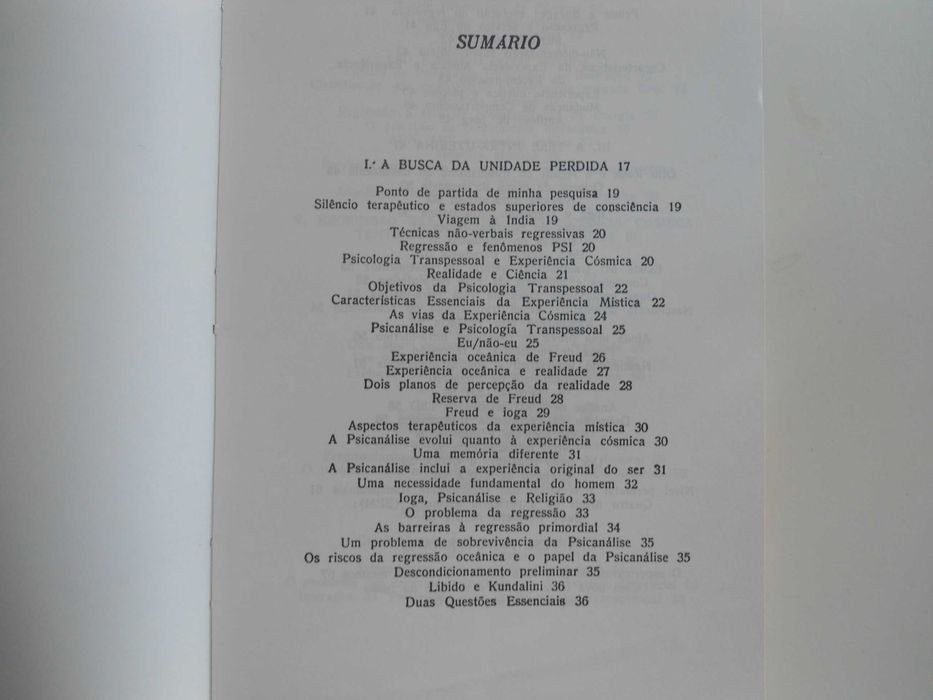 SUMÁRIO
I.ª A BUSCA DA UNIDADE PERDIDA 17
Ponto de partida de minha pesquisa 19
Silêncio terapêutico e estados superiores de consciência 19
Viagem à Índia 19
Técnicas não-verbais regressivas 20
Regressão e fenômenos PSI 20
Psicologia Transpessoal e Experiência Cósmica 20
Realidade e Ciência 21
Objetivos da Psicologia Transpessoal 22
Características Essenciais da Experiência Mística 22
As vias da Experiência Cósmica 24
Psicanálise e Psicologia Transpessoal 25
Eu/não-eu 25
Experiência oceânica de Freud 26
Experiência oceânica e realidade 27
Dois planos de percepção da realidade 28
Reserva de Freud 28
Freud e ioga 29
Aspectos terapêuticos da experiência mística 30
A Psicanálise evolui quanto à experiência cósmica 30
Uma memória diferente 31
A Psicanálise inclui a experiência original do ser 31
Uma necessidade fundamental do homem 32
Ioga, Psicanálise e Religião 33
O problema da regressão 33
As barreiras à regressão primordial 34
Um problema de sobrevivência da Psicanálise 35
Os riscos da regressão oceânica e o papel da Psicanálise 35
Descondicionamento preliminar 35
Libido e Kundalini 36
Duas Questões Essenciais 36